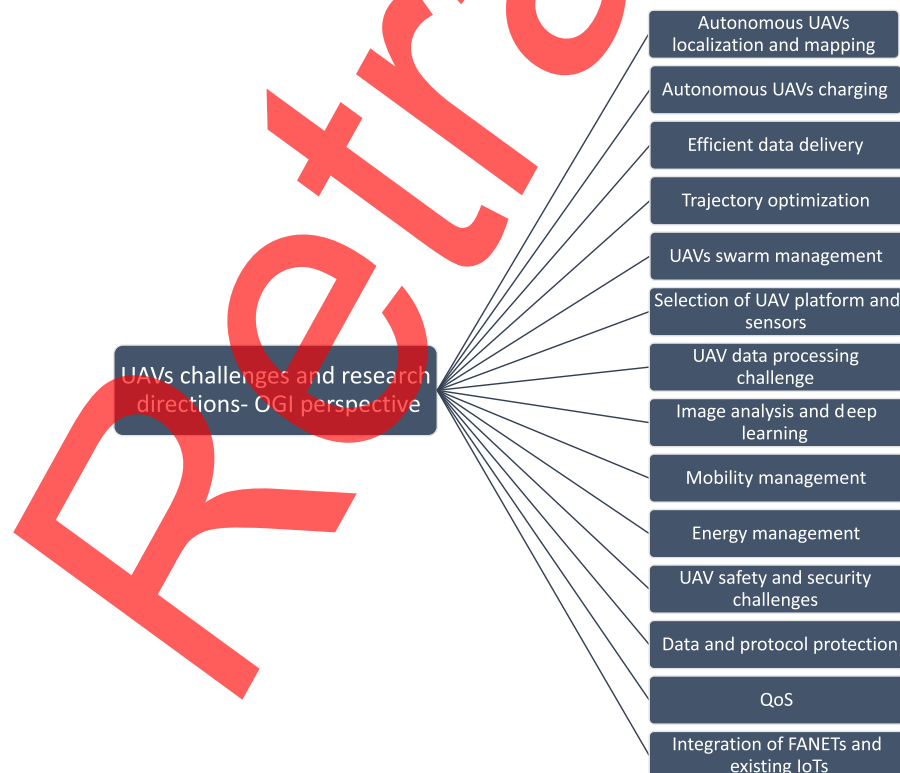 Retra
UAVs challenges and research
directions- OGI perspective
Autonomous UAVs
localization and mapping
Autonomous UAVs charging
Efficient data delivery
Trajectory optimization
UAVs swarm management
Selection of UAV platform and
sensors
UAV data processing
challenge
Image analysis and deep
learning
Mobility management
Energy management
UAV safety and security
challenges
Data and protocol protection
QoS
Integration of FANETs and
existing IoTs